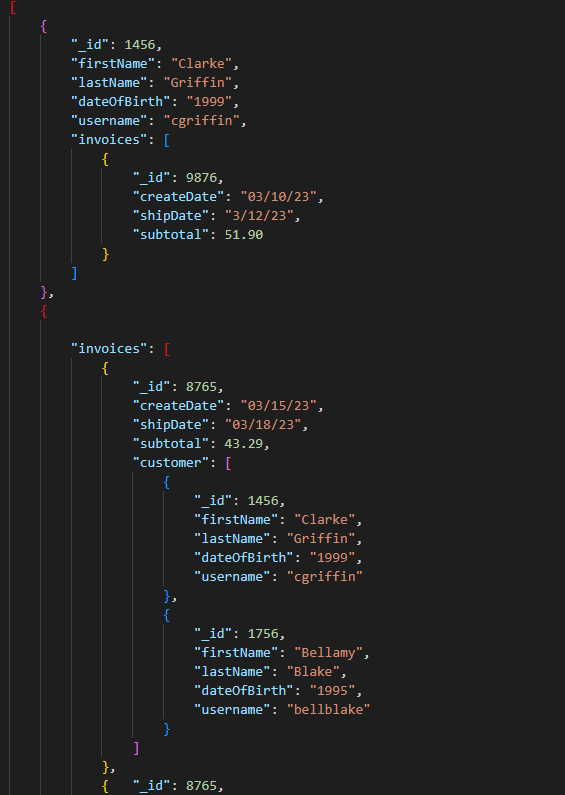 [
{
"_id": 1456,
"firstName": "Clarke",
"lastName": "Griffin",
"dateOfBirth": "1999",
"username": "cgriffin",
"invoices": [
{
"_id": 9876,
"createDate": "03/10/23",
"shipDate": "3/12/23",
"subtotal": 51.90
}
]
},
{
"invoices": [
{
"_id": 8765,
"createDate": "03/15/23",
"shipDate": "03/18/23",
"subtotal": 43.29,
"customer": [
{
"_id": 1456,
"firstName": "Clarke",
"lastName": "Griffin",
"dateOfBirth": "1999",
"username": "cgriffin"
},
{
"_id": 1756,
"firstName": "Bellamy",
"lastName": "Blake",
"dateOfBirth": "1995",
"username": "bellblake"
}
]
},
{ "_id": 8765,